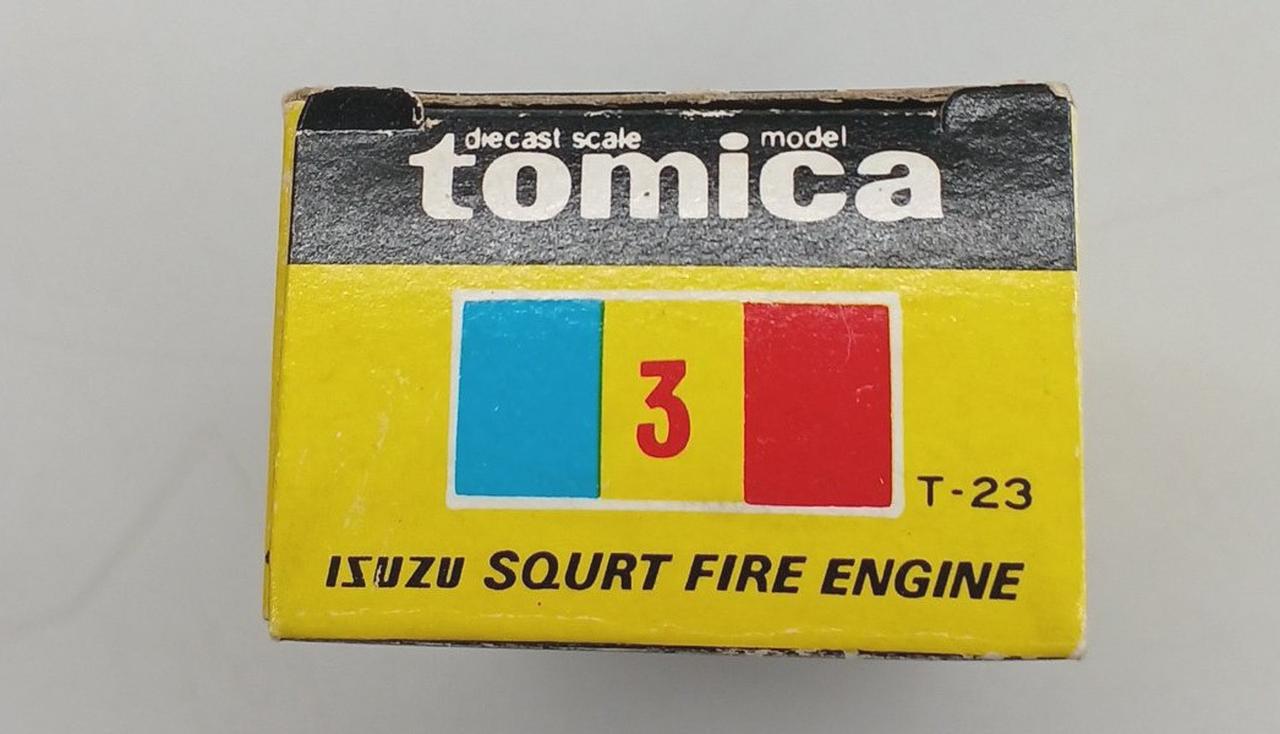 diecast scale model
tomica
3
T-23
ISUZU SQURT FIRE ENGINE